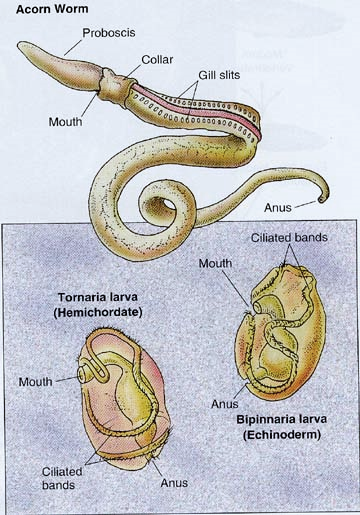 Acorn Worm
Proboscis
Collar
Gill slits
Mouth
Anus
Ciliated bands
Mouth
Tornaria larva
(Hemichordate)
Mouth
Anus
Bipinnaria larva
(Echinoderm)
Ciliated
bands
Anus